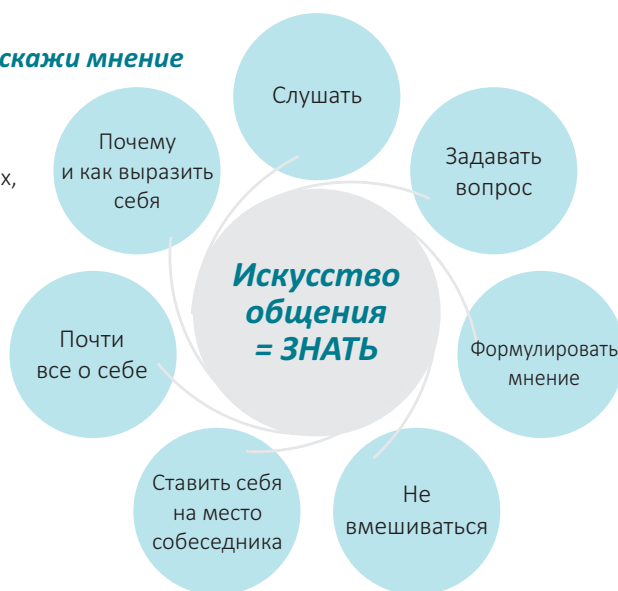 скажи мнение
х,
Слушать
Задавать
вопрос
Формулировать
мнение
Не
вмешиваться
Ставить себя
на место
собеседника
Почти
все о себе
Почему
и как выразить
себя
Искусство
общения
= ЗНАТЬ